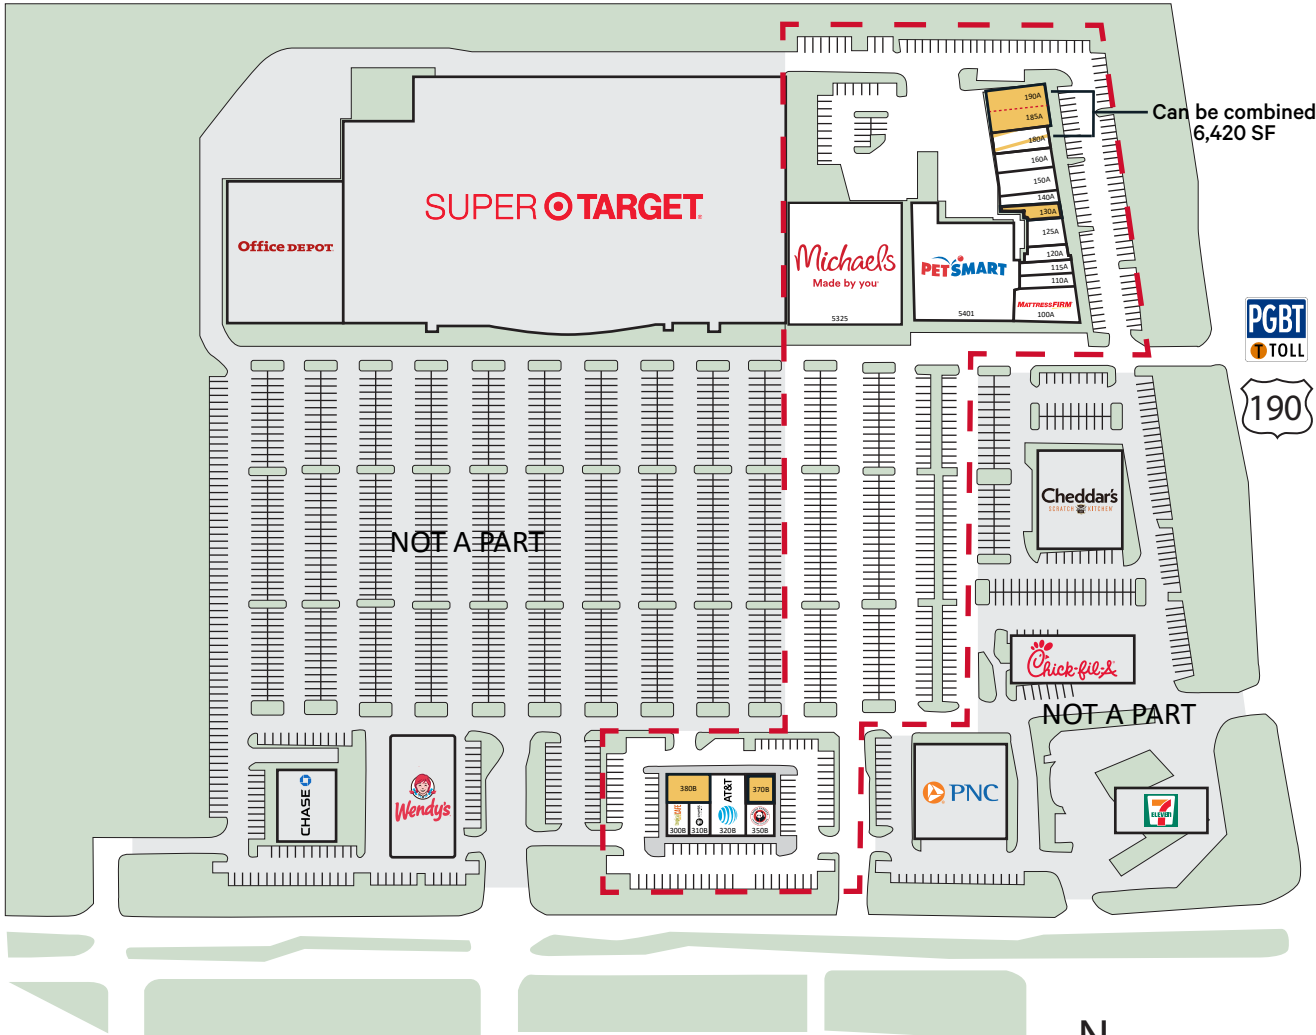 190A
185A
180A
160A
150A
140A
130A
125A
120A
115A
110A
MATTRESSFIRM
100A
Can be combined
6,420 SF
SUPER TARGET
Office DEPOT
Michaels
Made by you
5325
PETSMART
5401
PGBT
T TOLL
190
Cheddar's
SCRATCH KITCHEN
NOT A PART
Chick-fil-A
NOT A PART
CHASE
Wendy's
380B
AT&T
370B
300B
310B
320B
350B
PNC
7
ELEVEn
N